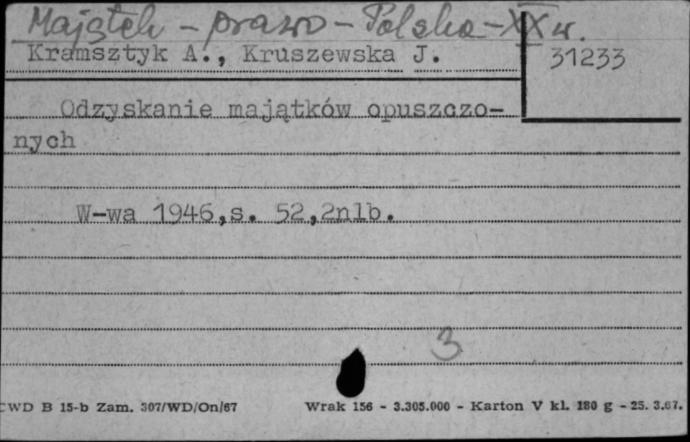 Majątek - prawo - Polska - XX w.
Kramsztyk A., Kruszewska J.
31233
Odzyskanie majątków opuszczo-
nych
W-wa 1946,s. 52,2nlb.
3
CWD B 15-b Zam. 307/WD/On/67 Wrak 156 - 3.305.000 - Karton V kl. 180 g - 25. 3.67.